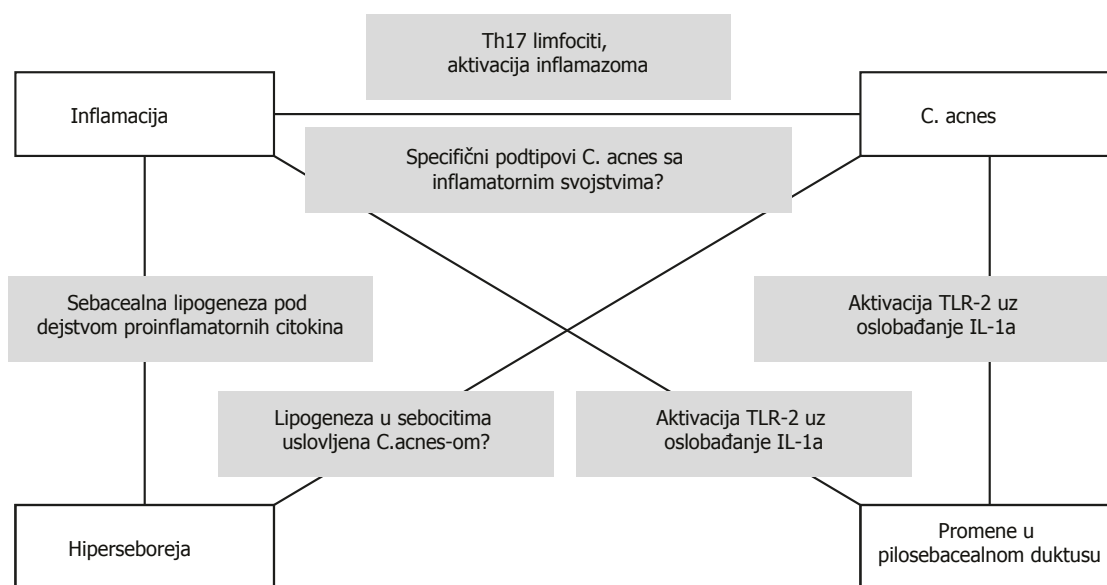 Th17 limfociti,
aktivacija inflamazoma
Inflamacija
C. acnes
Specifični podtipovi C. acnes sa
inflamatornim svojstvima?
Sebacealna lipogeneza pod
dejstvom proinflamatornih citokina
Aktivacija TLR-2 uz
oslobađanje IL-1a
Lipogeneza u sebocitima
uslovljena C.acnes-om?
Aktivacija TLR-2 uz
oslobađanje IL-1a
Hiperseboreja
Promene u
pilosebacealnom duktusu